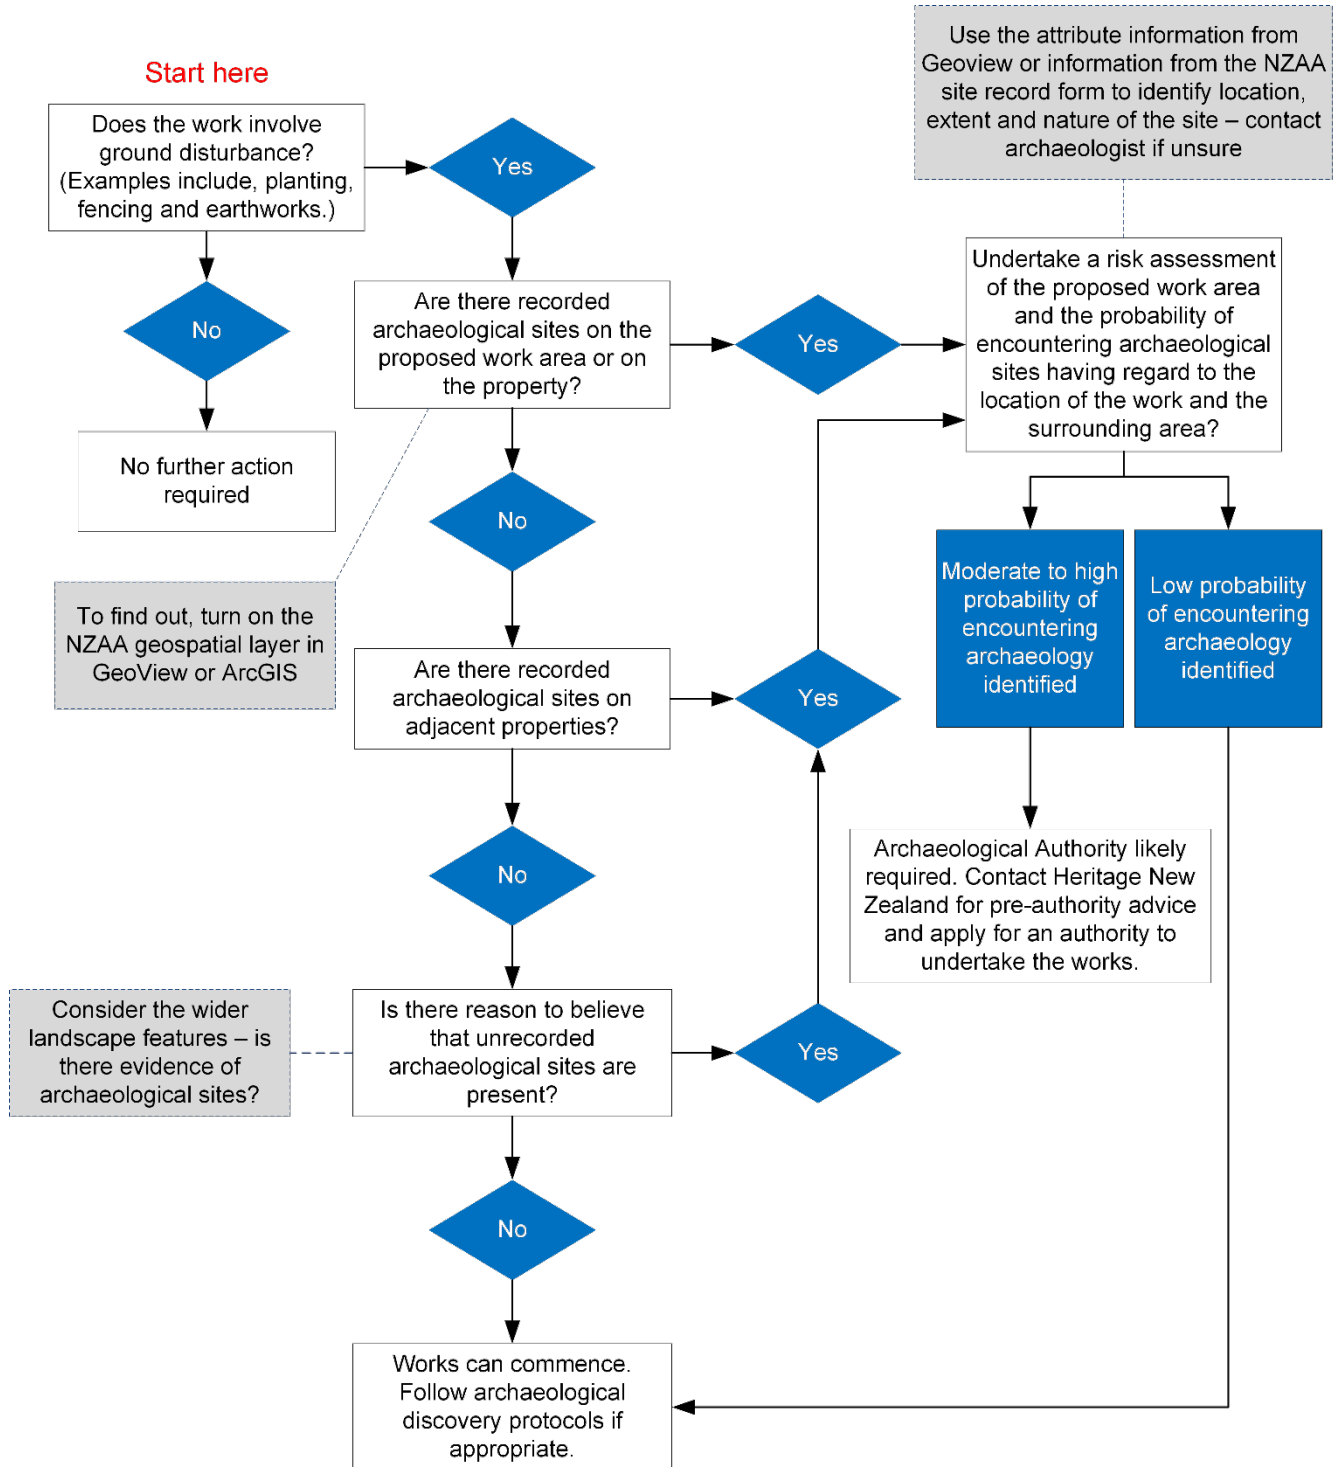 Start here
Does the work involve
ground disturbance?
(Examples include, planting,
fencing and earthworks.)
Yes
No
No further action
required
Use the attribute information from
Geoview or information from the NZAA
site record form to identify location,
extent and nature of the site – contact
archaeologist if unsure
Are there recorded
archaeological sites on the
proposed work area or on
the property?
Yes
Undertake a risk assessment
of the proposed work area
and the probability of
encountering archaeological
sites having regard to the
location of the work and the
surrounding area?
No
To find out, turn on the
NZAA geospatial layer in
GeoView or ArcGIS
Moderate to high
probability of
encountering
archaeology
identified
Low probability
of encountering
archaeology
identified
Are there recorded
archaeological sites on
adjacent properties?
Yes
No
Archaeological Authority likely
required. Contact Heritage New
Zealand for pre-authority advice
and apply for an authority to
undertake the works.
Consider the wider
landscape features – is
there evidence of
archaeological sites?
Is there reason to believe
that unrecorded
archaeological sites are
present?
Yes
No
Works can commence.
Follow archaeological
discovery protocols if
appropriate.